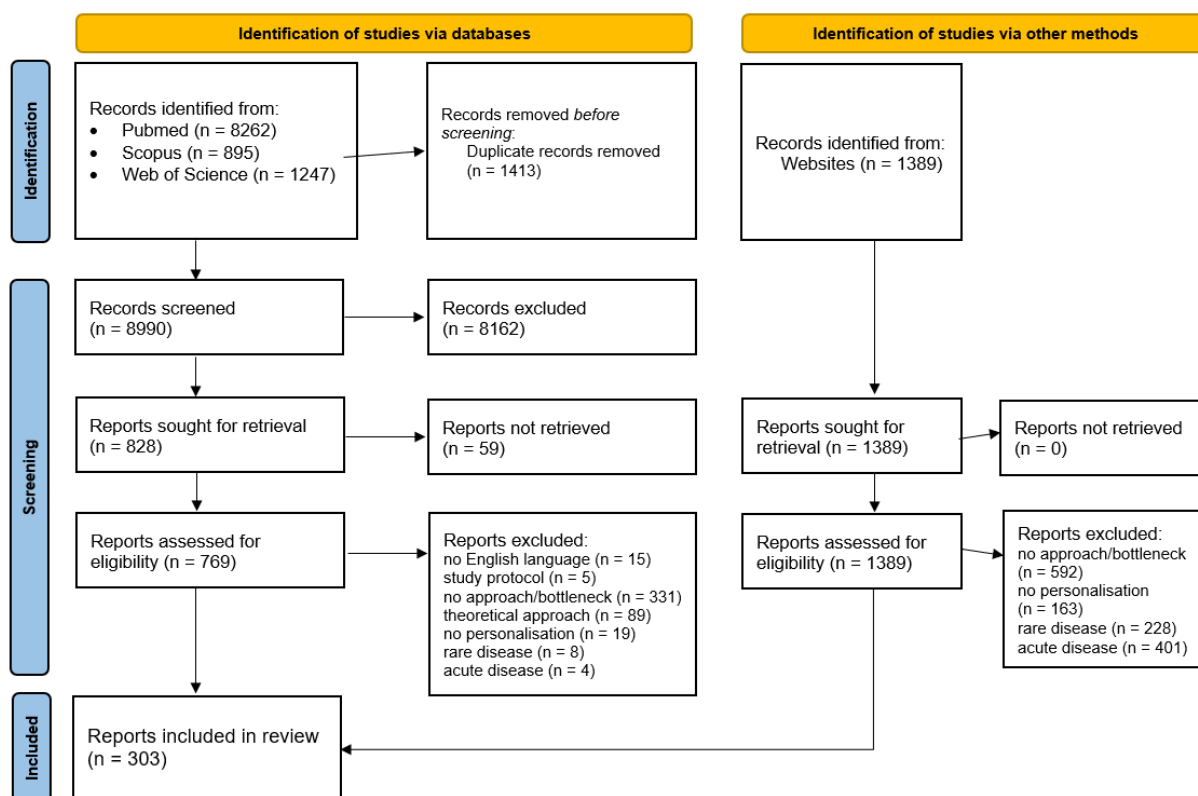 Identification of studies via databases
Identification of studies via other methods
Identification
Records identified from:
• Pubmed (n = 8262)
• Scopus (n = 895)
• Web of Science (n = 1247)
Records removed before
screening:
Duplicate records removed
(n = 1413)
Records identified from:
Websites (n = 1389)
Screening
Records screened
(n = 8990)
Records excluded
(n = 8162)
Reports sought for retrieval
(n = 828)
Reports not retrieved
(n = 59)
Reports sought for
retrieval (n = 1389)
Reports not retrieved
(n = 0)
Reports assessed for
eligibility (n = 769)
Reports excluded:
no English language (n = 15)
study protocol (n = 5)
no approach/bottleneck (n = 331)
theoretical approach (n = 89)
no personalisation (n = 19)
rare disease (n = 8)
acute disease (n = 4)
Reports assessed for
eligibility (n = 1389)
Reports excluded:
no approach/bottleneck
(n = 592)
no personalisation
(n = 163)
rare disease (n = 228)
acute disease (n = 401)
Included
Reports included in review
(n = 303)